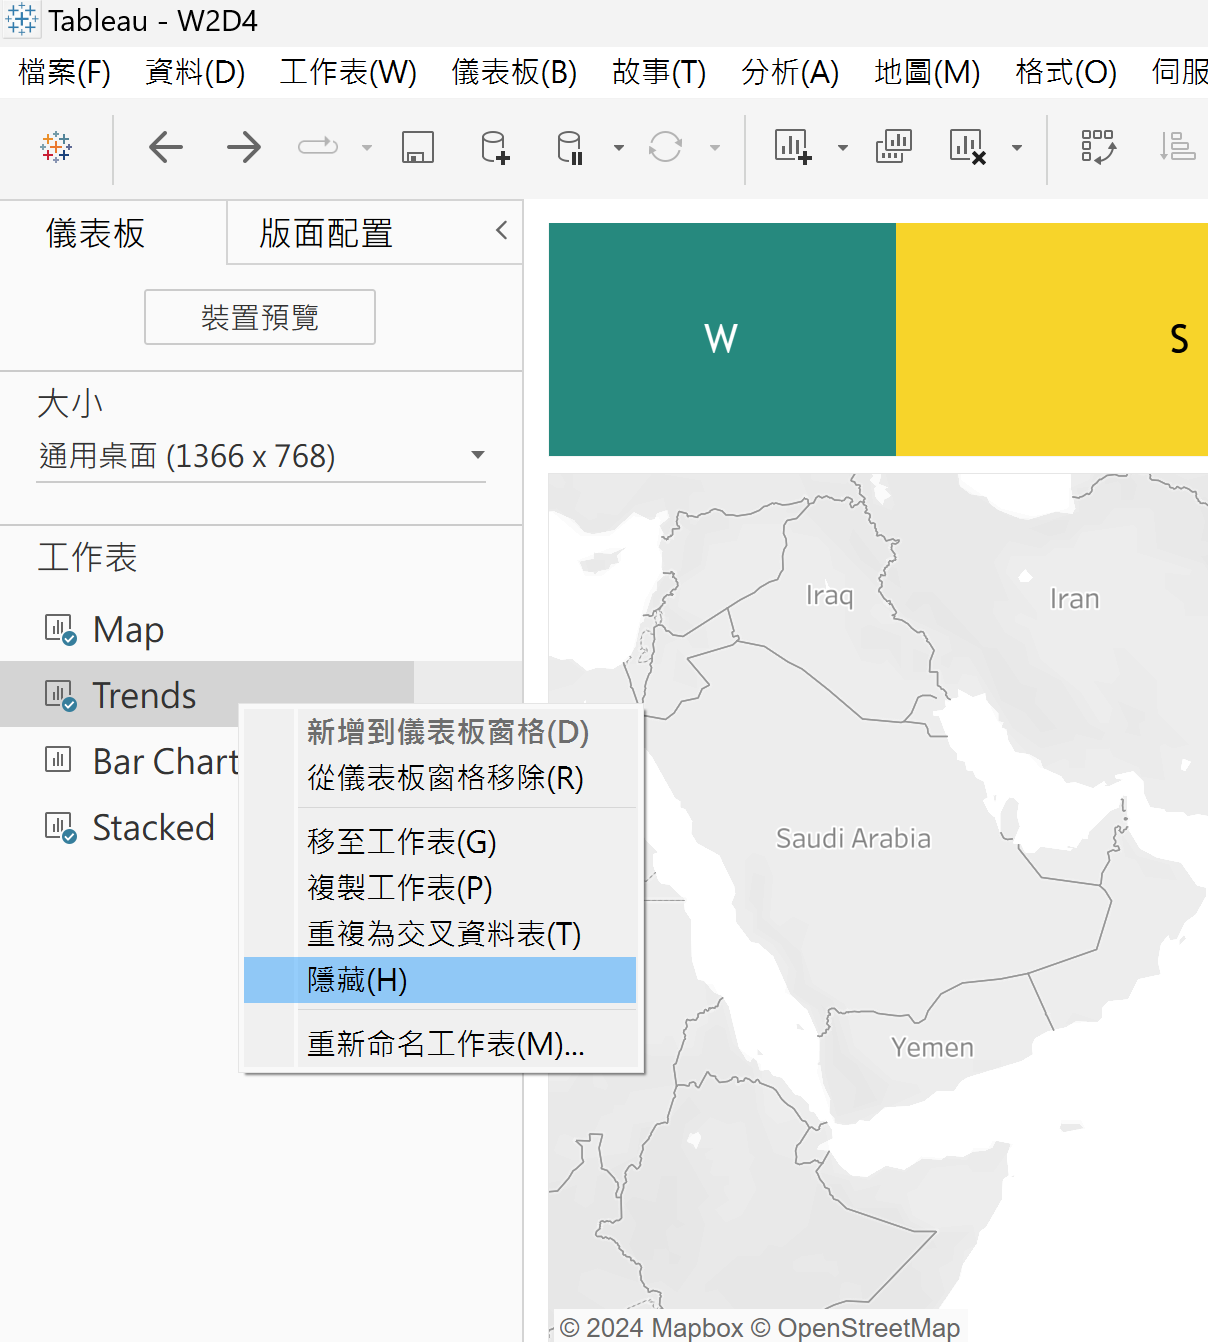 Tableau - W2D4
檔案(F) 資料(D) 工作表(W) 儀表板(B) 故事(T) 分析(A) 地圖(M) 格式(O) 伺服
儀表板 版面配置
裝置預覽
大小
通用桌面 (1366 x 768)
工作表
Map
Trends
Bar Chart
Stacked
新增到儀表板窗格(D)
從儀表板窗格移除(R)
移至工作表(G)
複製工作表(P)
重複為交叉資料表(T)
隱藏(H)
重新命名工作表(M)...
W
S
Iraq
Iran
Saudi Arabia
Yemen
© 2024 Mapbox © OpenStreetMap